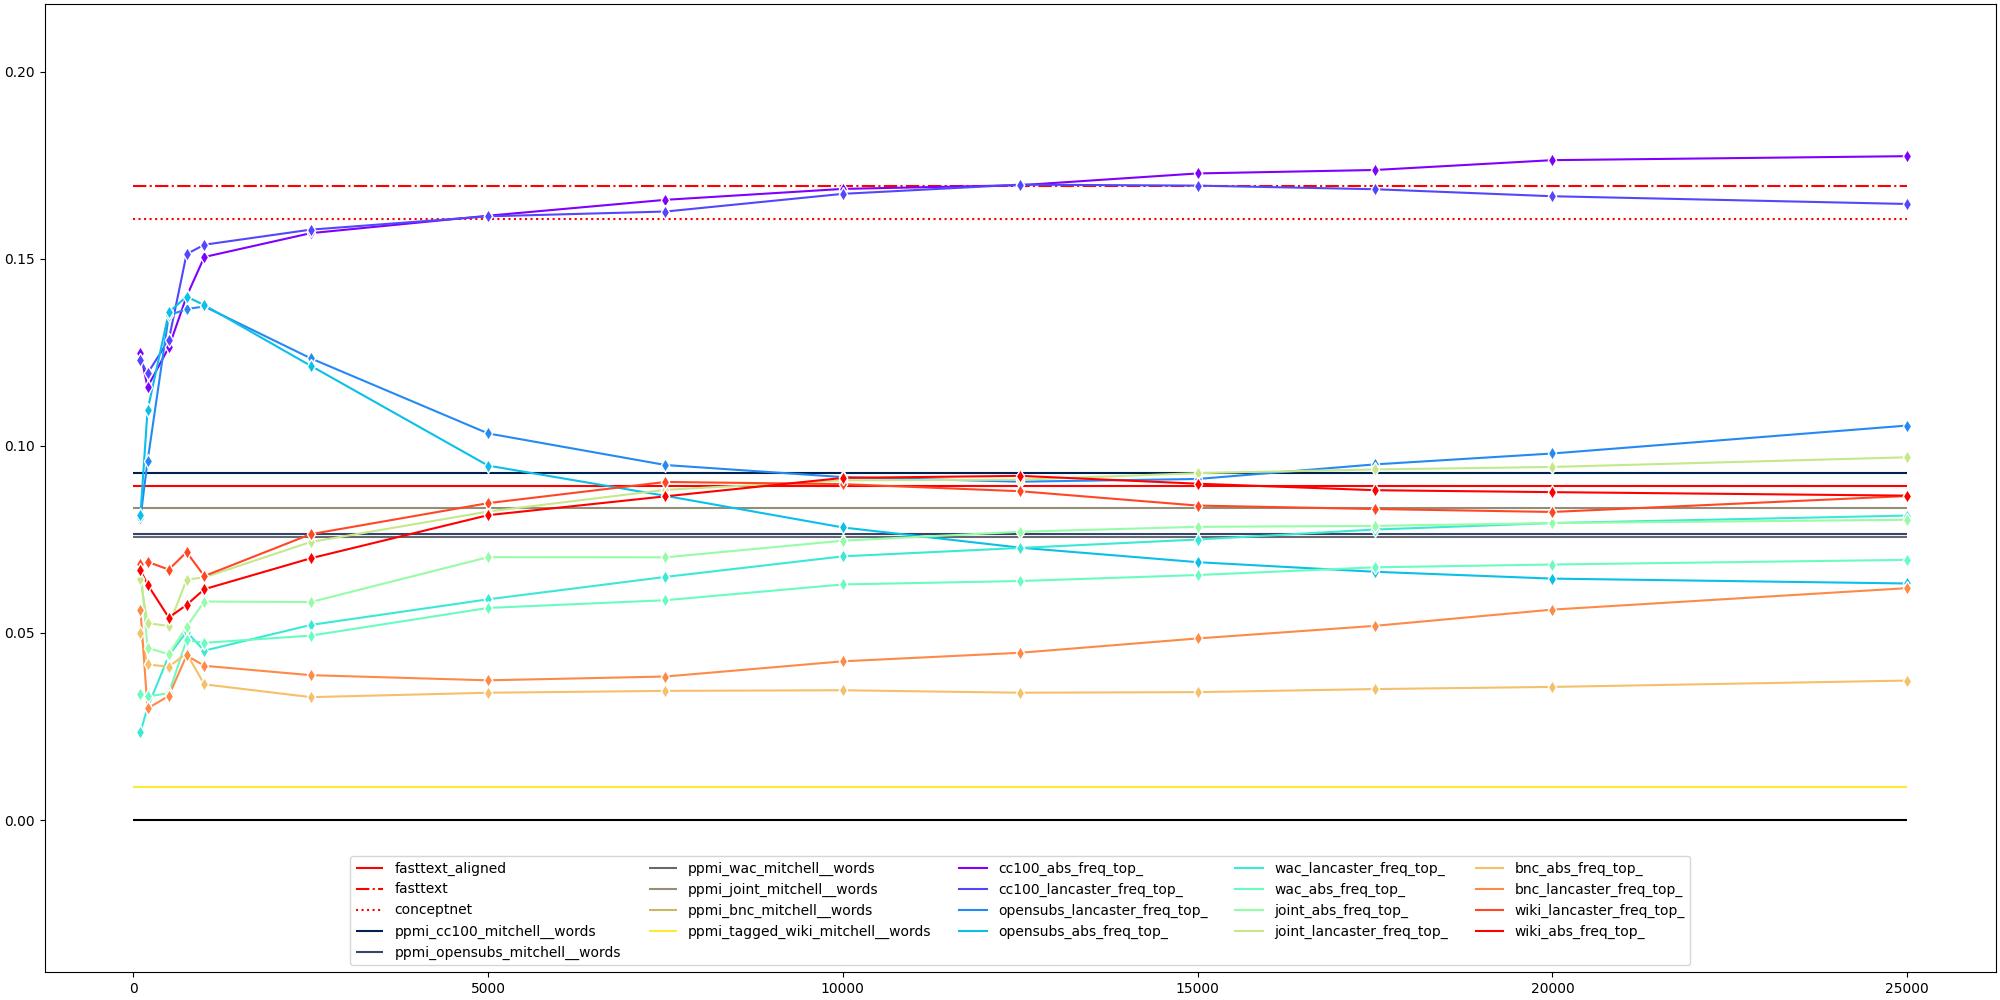 0.20
0.15
0.10
0.05
0.00
fasttext_aligned
fasttext
conceptnet
ppmi_cc100_mitchell__words
ppmi_opensubs_mitchell__words
ppmi_wac_mitchell__words
ppmi_joint_mitchell__words
ppmi_bnc_mitchell__words
ppmi_tagged_wiki_mitchell__words
cc100_abs_freq_top_
cc100_lancaster_freq_top_
opensubs_lancaster_freq_top_
opensubs_abs_freq_top_
wac_lancaster_freq_top_
wac_abs_freq_top_
joint_abs_freq_top_
joint_lancaster_freq_top_
bnc_abs_freq_top_
bnc_lancaster_freq_top_
wiki_lancaster_freq_top_
wiki_abs_freq_top_
0 5000 10000 15000 20000 25000